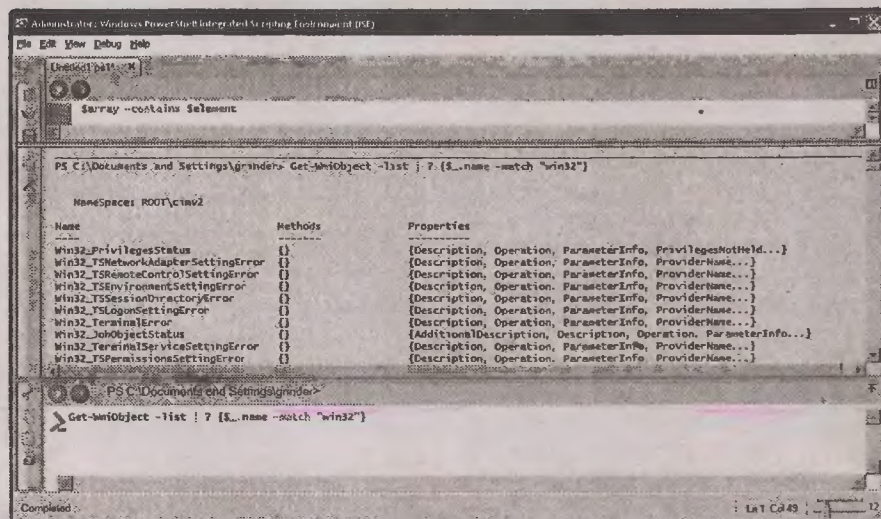 Administrator: Windows PowerShell Integrated Scripting Environment (ISE)
File Edit View Debug Help
Untitled1.ps1* X
$array -contains $element
PS C:\Documents and Settings\grinder> Get-WmiObject -list | ? {$_.name -match "win32"}
NameSpace: ROOT\cimv2
Name Methods Properties
---- ------- ----------
Win32_PrivilegesStatus {} {Description, Operation, ParameterInfo, PrivilegesNotHeld...}
Win32_TSNetworkAdapterSettingError {} {Description, Operation, ParameterInfo, ProviderName...}
Win32_TSRemoteControlSettingError {} {Description, Operation, ParameterInfo, ProviderName...}
Win32_TSEnvironmentSettingError {} {Description, Operation, ParameterInfo, ProviderName...}
Win32_TSSessionDirectoryError {} {Description, Operation, ParameterInfo, ProviderName...}
Win32_TSLogonSettingError {} {Description, Operation, ParameterInfo, ProviderName...}
Win32_TerminalError {} {Description, Operation, ParameterInfo, ProviderName...}
Win32_JobObjectStatus {} {AdditionalDescription, Description, Operation, ParameterInfo...}
Win32_TerminalServiceSettingError {} {Description, Operation, ParameterInfo, ProviderName...}
Win32_TSPermissionsSettingError {} {Description, Operation, ParameterInfo, ProviderName...}
PS C:\Documents and Settings\grinder>
Get-WmiObject -list | ? {$_.name -match "win32"}
Completed Ln 1 Col 49 12